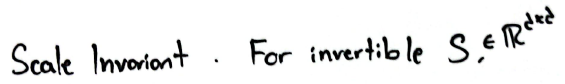 Scale Invariant . For invertible S, ∈ ℝ^{d×d}